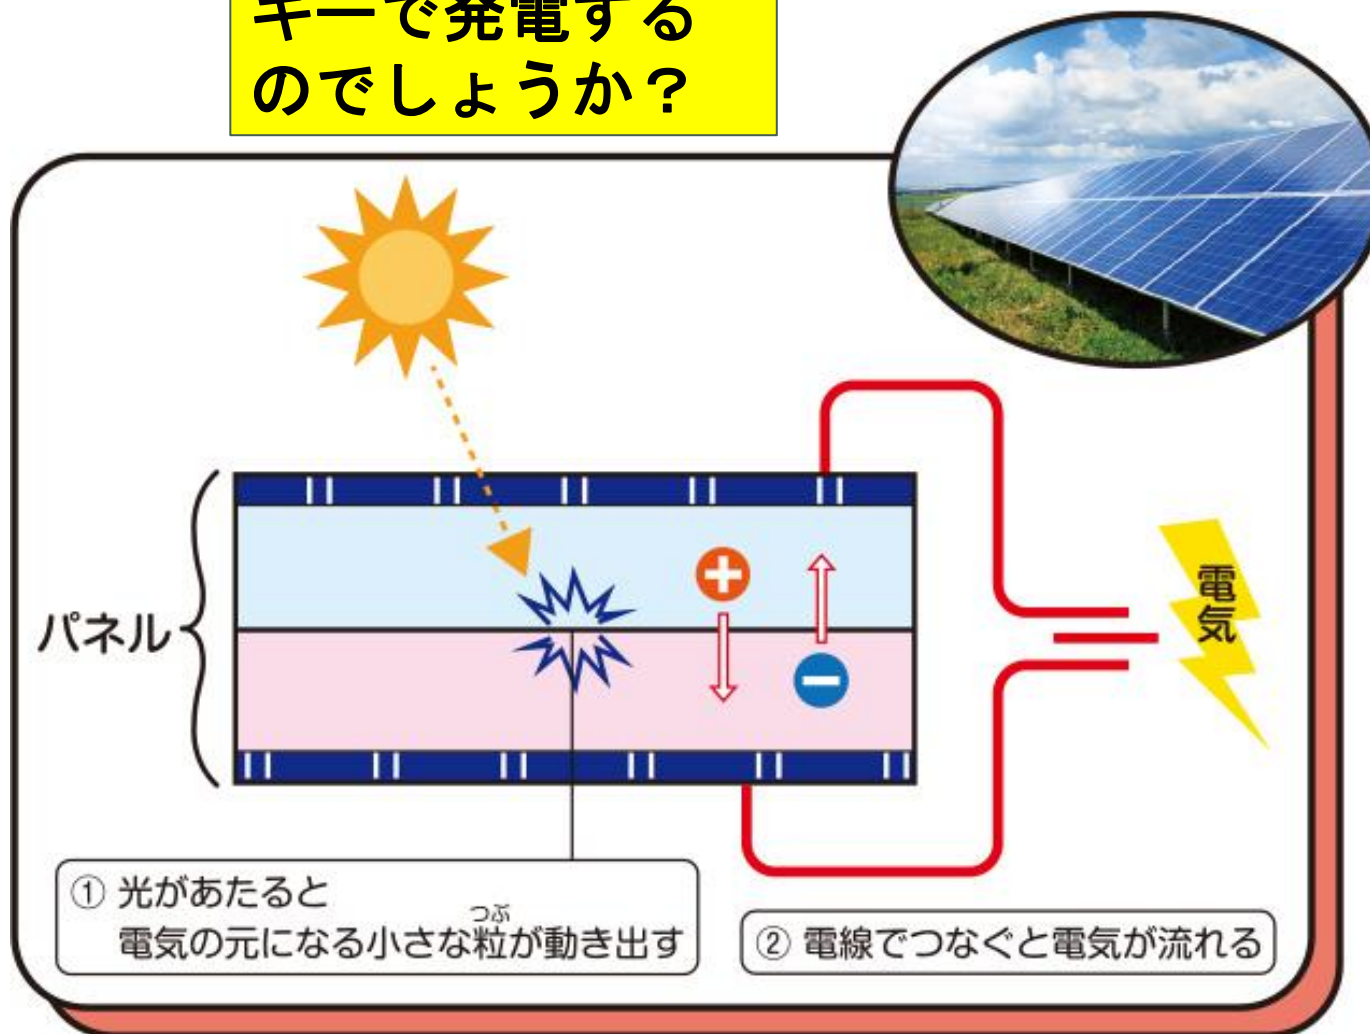 キーで発電する
のでしょうか？
パネル
電気
① 光があたると
つぶ
電気の元になる小さな粒が動き出す
② 電線でつなぐと電気が流れる